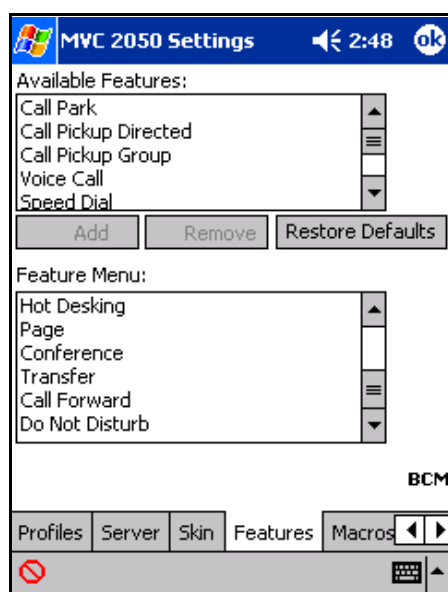 MVC 2050 Settings 2:48 ok
Available Features:
Call Park
Call Pickup Directed
Call Pickup Group
Voice Call
Speed Dial
Add Remove Restore Defaults
Feature Menu:
Hot Desking
Page
Conference
Transfer
Call Forward
Do Not Disturb
BCM
Profiles Server Skin Features Macros